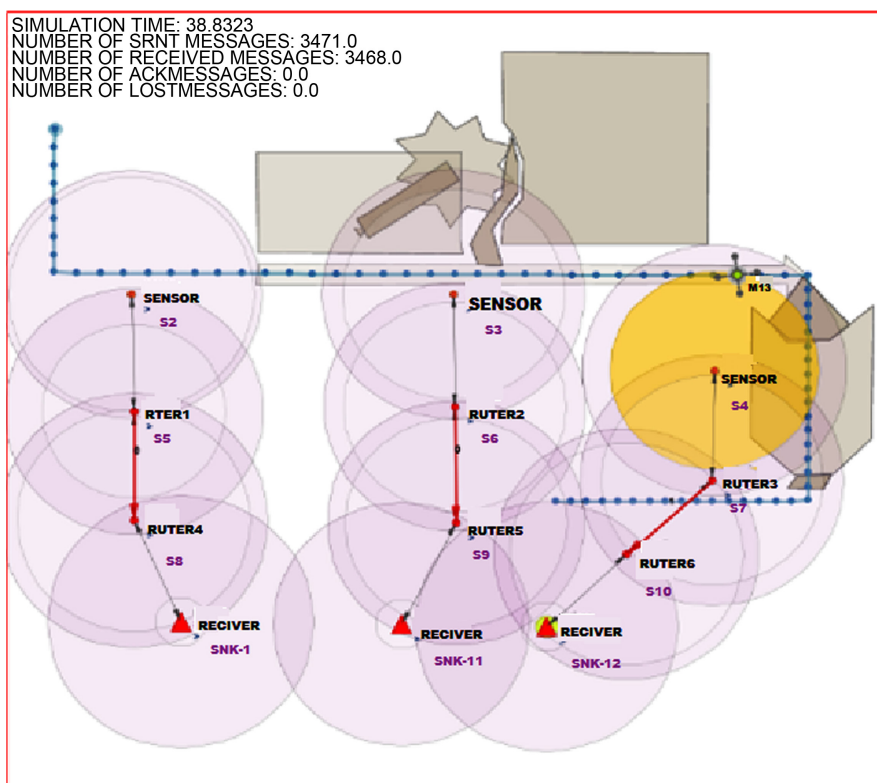 SIMULATION TIME: 38.8323
NUMBER OF SRNT MESSAGES: 3471.0
NUMBER OF RECEIVED MESSAGES: 3468.0
NUMBER OF ACKMESSAGES: 0.0
NUMBER OF LOSTMESSAGES: 0.0
M13
SENSOR
S2
SENSOR
S3
SENSOR
S4
RTER1
S5
RUTER2
S6
RUTER3
S7
RUTER4
S8
RUTER5
S9
RUTER6
S10
RECIVER
SNK-1
RECIVER
SNK-11
RECIVER
SNK-12